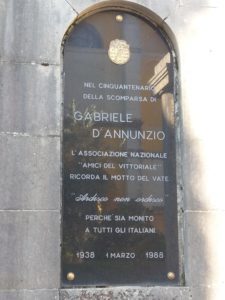 NEL CINQUANTENARIO
DELLA SCOMPARSA DI
GABRIELE
D'ANNUNZIO
L'ASSOCIAZIONE NAZIONALE
"AMICI DEL VITTORIALE"
RICORDA IL MOTTO DEL VATE
"Ardisco non ordisco"
PERCHÈ SIA MONITO
A TUTTI GLI ITALIANI
1938 1 MARZO 1988